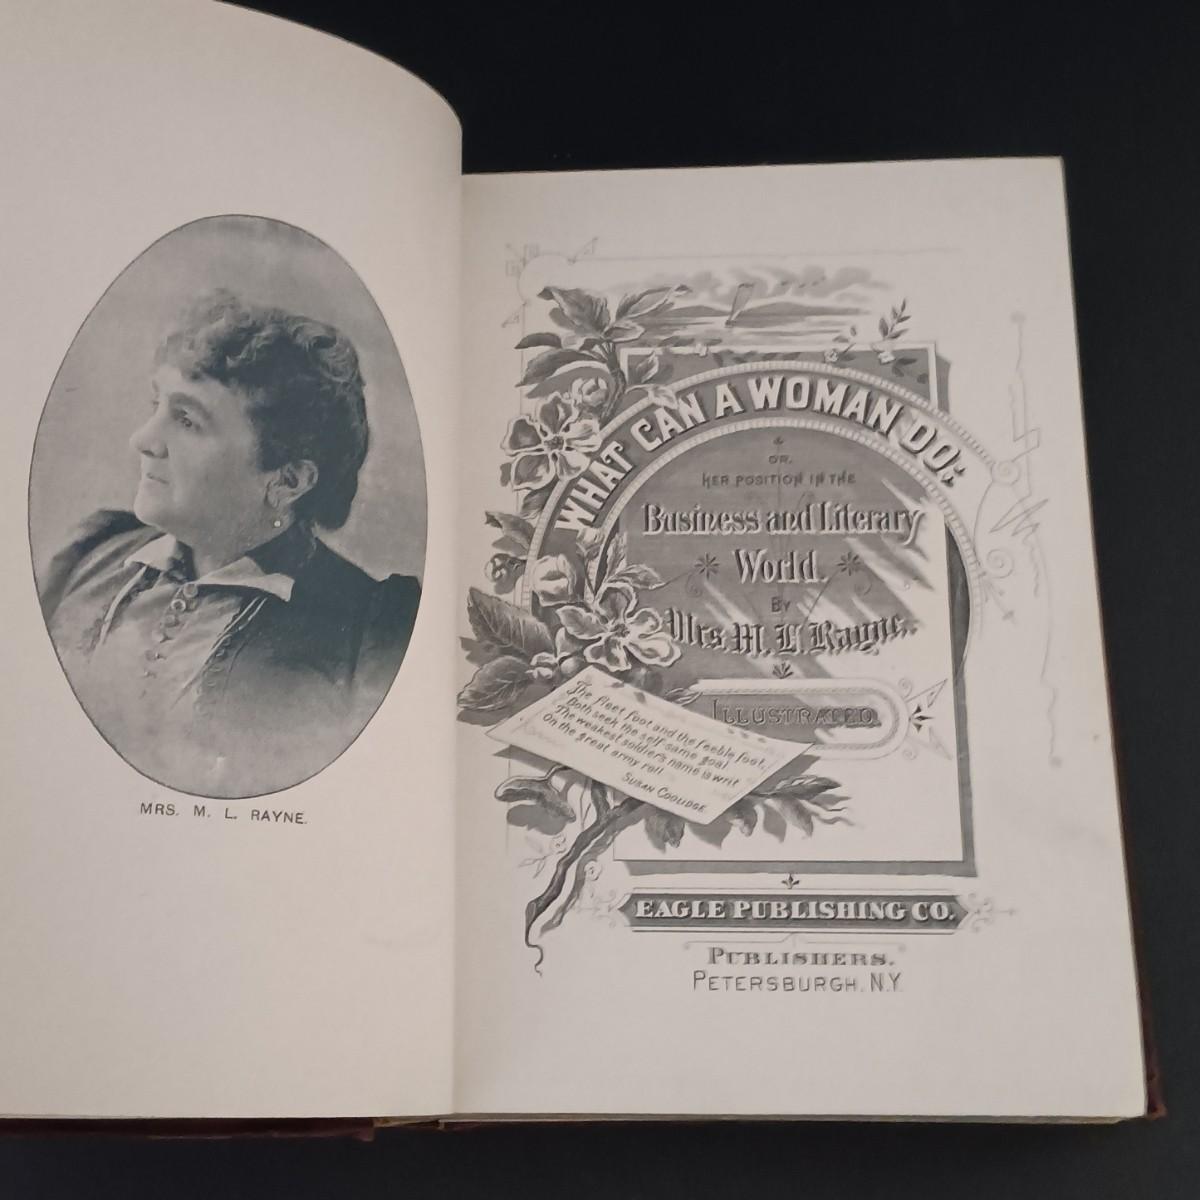 MRS. M. L. RAYNE.
WHAT CAN A WOMAN DO;
OR,
HER POSITION IN THE
Business and Literary
World.
BY
Mrs. M. L. Rayne.
ILLUSTRATED
The fleet foot and the feeble foot,
Both seek the self-same goal,
The weakest soldier's name is writ
On the great army roll.
SUSAN COOLIDGE.
EAGLE PUBLISHING CO.
PUBLISHERS.
PETERSBURGH, N.Y.